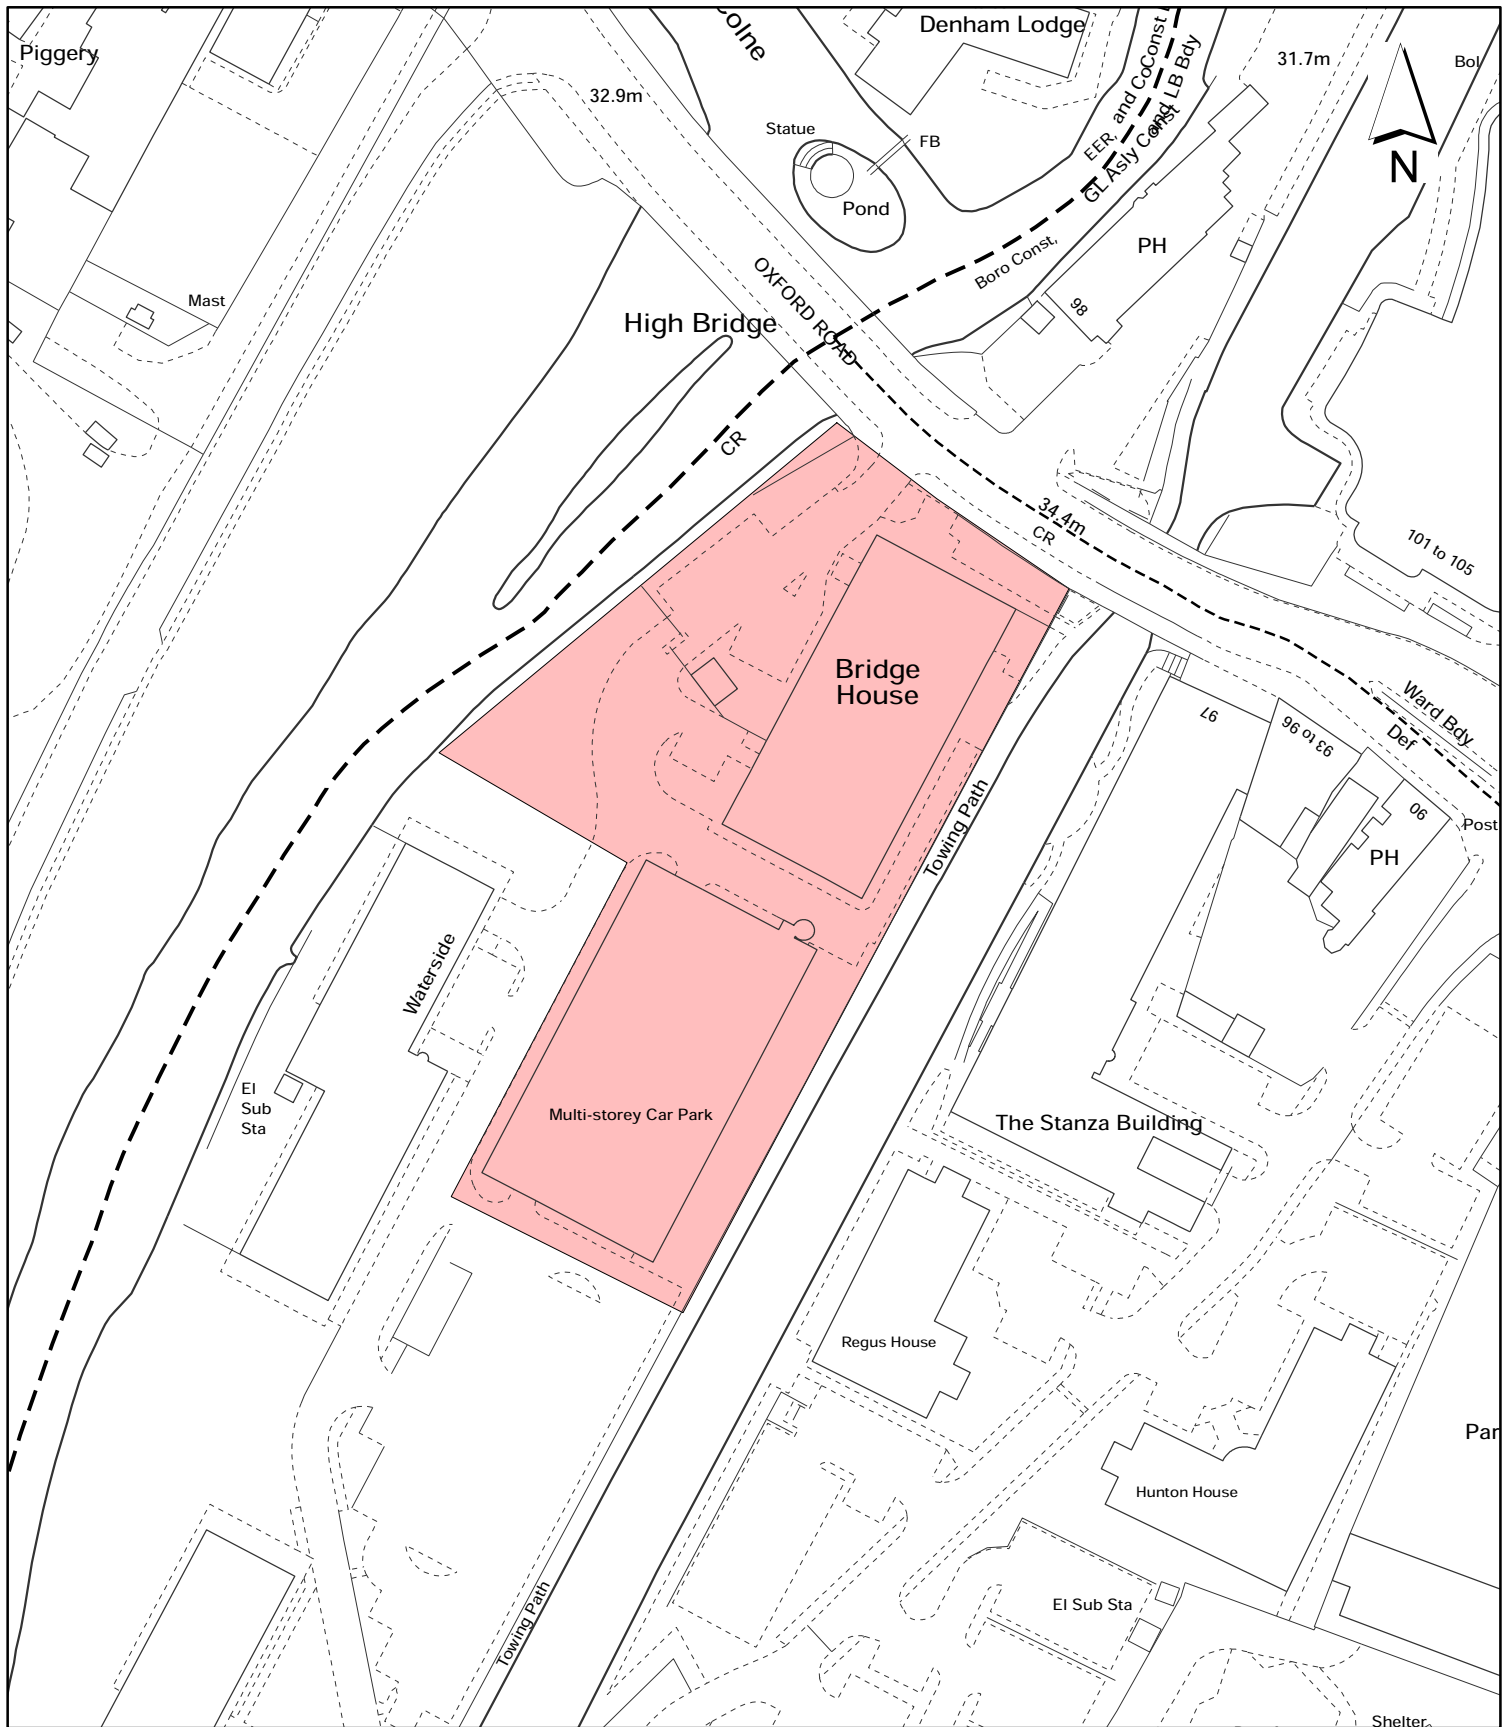 Piggery
Colne
Denham Lodge
31.7m
Bol
32.9m
Statue
FB
Pond
EER, and CoConst
GL Asly Const
and LB Bdy
N
PH
Boro Const,
98
Mast
OXFORD ROAD
High Bridge
CR
34.4m
CR
101 to 105
Bridge
House
97
93 to 96
Ward Bdy
Def
90
Post
PH
Towing Path
Waterside
El
Sub
Sta
Multi-storey Car Park
The Stanza Building
Regus House
Par
Hunton House
El Sub Sta
Towing Path
Shelter